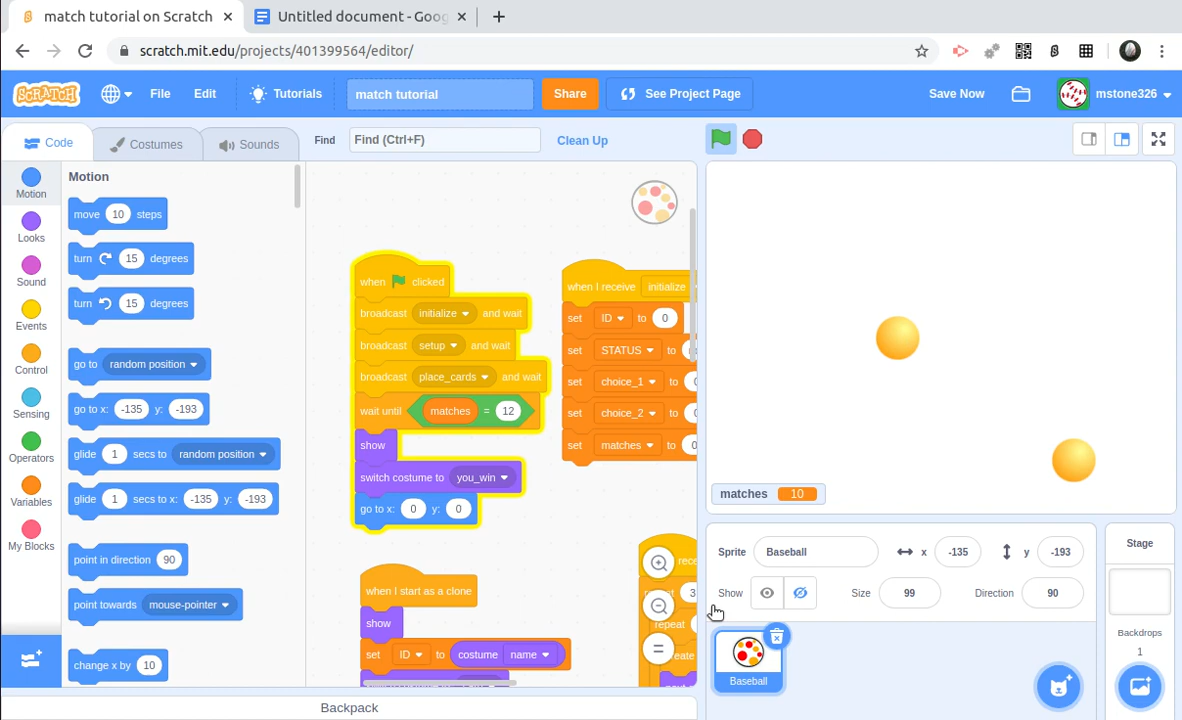 match tutorial on Scratch
Untitled document - Goog
scratch.mit.edu/projects/401399564/editor/
SCRATCH File Edit Tutorials match tutorial Share See Project Page Save Now mstone326
Code Costumes Sounds Find Find (Ctrl+F) Clean Up
Motion
Looks
Sound
Events
Control
Sensing
Operators
Variables
My Blocks
Motion
move 10 steps
turn 15 degrees
turn 15 degrees
go to random position
go to x: -135 y: -193
glide 1 secs to random position
glide 1 secs to x: -135 y: -193
point in direction 90
point towards mouse-pointer
change x by 10
when clicked
broadcast initialize and wait
broadcast setup and wait
broadcast place_cards and wait
wait until matches = 12
show
switch costume to you_win
go to x: 0 y: 0
when I start as a clone
show
set ID to costume name
when I receive initialize
set ID to 0
set STATUS to
set choice_1 to
set choice_2 to
set matches to
matches 10
Sprite Baseball x -135 y -193
Show Size 99 Direction 90
Baseball
Stage
Backdrops
1
Backpack